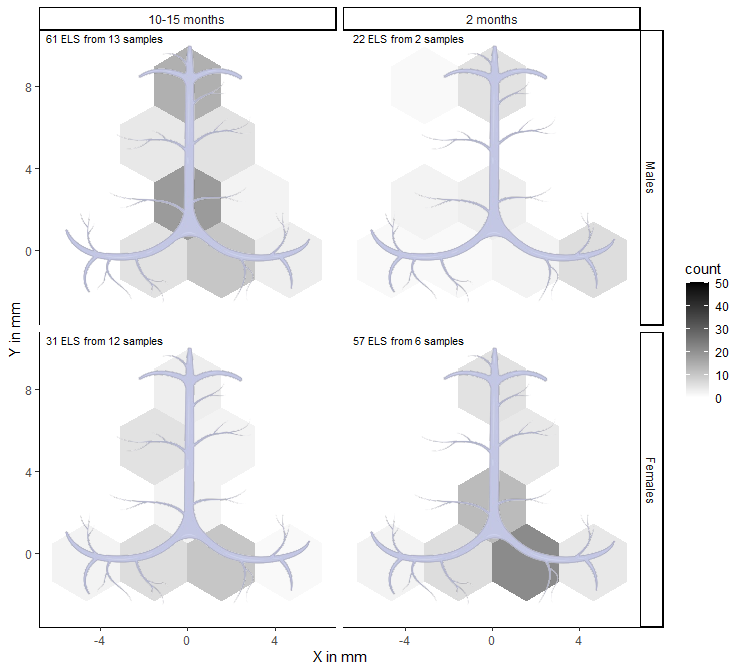 10-15 months
2 months
61 ELS from 13 samples
22 ELS from 2 samples
8
4
0
Males
31 ELS from 12 samples
57 ELS from 6 samples
8
4
0
Females
Y in mm
-4
0
4
-4
0
4
X in mm
count
50
40
30
20
10
0